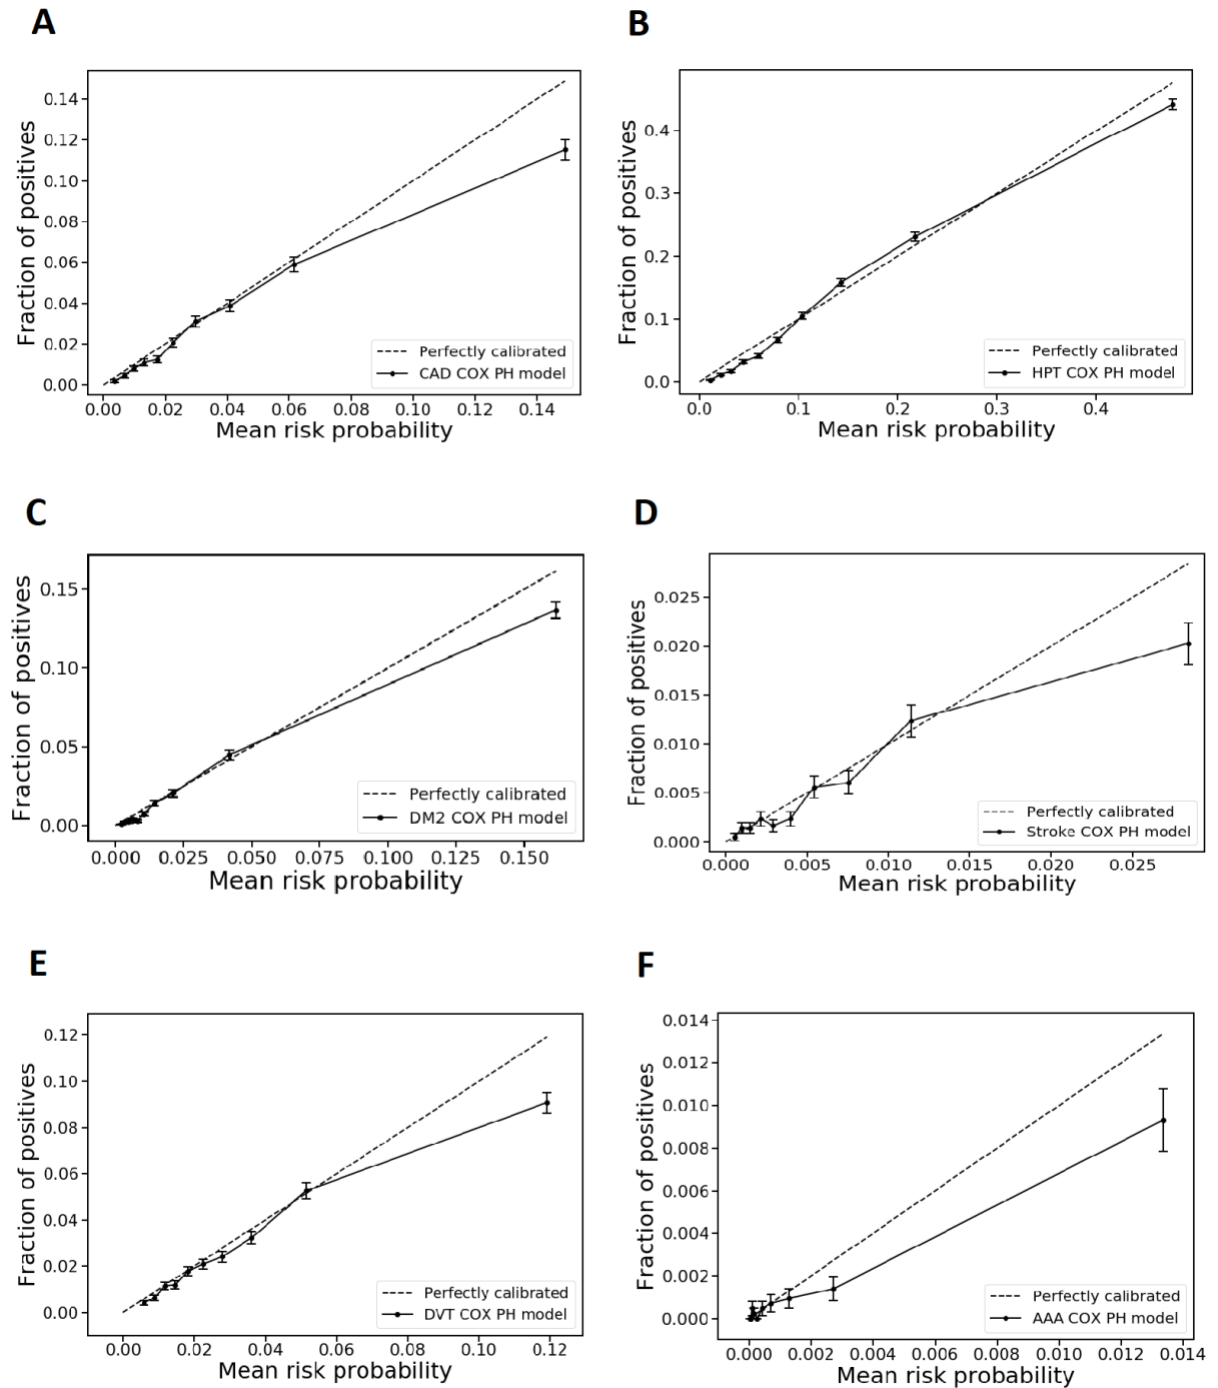 A
0.14
0.12
0.10
0.08
0.06
0.04
0.02
0.00
Fraction of positives
Perfectly calibrated
CAD COX PH model
0.00 0.02 0.04 0.06 0.08 0.10 0.12 0.14
Mean risk probability
B
0.4
0.3
0.2
0.1
0.0
Fraction of positives
Perfectly calibrated
HPT COX PH model
0.0 0.1 0.2 0.3 0.4
Mean risk probability
C
0.15
0.10
0.05
0.00
Fraction of positives
Perfectly calibrated
DM2 COX PH model
0.000 0.025 0.050 0.075 0.100 0.125 0.150
Mean risk probability
D
0.025
0.020
0.015
0.010
0.005
0.000
Fraction of positives
Perfectly calibrated
Stroke COX PH model
0.000 0.005 0.010 0.015 0.020 0.025
Mean risk probability
E
0.12
0.10
0.08
0.06
0.04
0.02
0.00
Fraction of positives
Perfectly calibrated
DVT COX PH model
0.00 0.02 0.04 0.06 0.08 0.10 0.12
Mean risk probability
F
0.014
0.012
0.010
0.008
0.006
0.004
0.002
0.000
Fraction of positives
Perfectly calibrated
AAA COX PH model
0.000 0.002 0.004 0.006 0.008 0.010 0.012 0.014
Mean risk probability